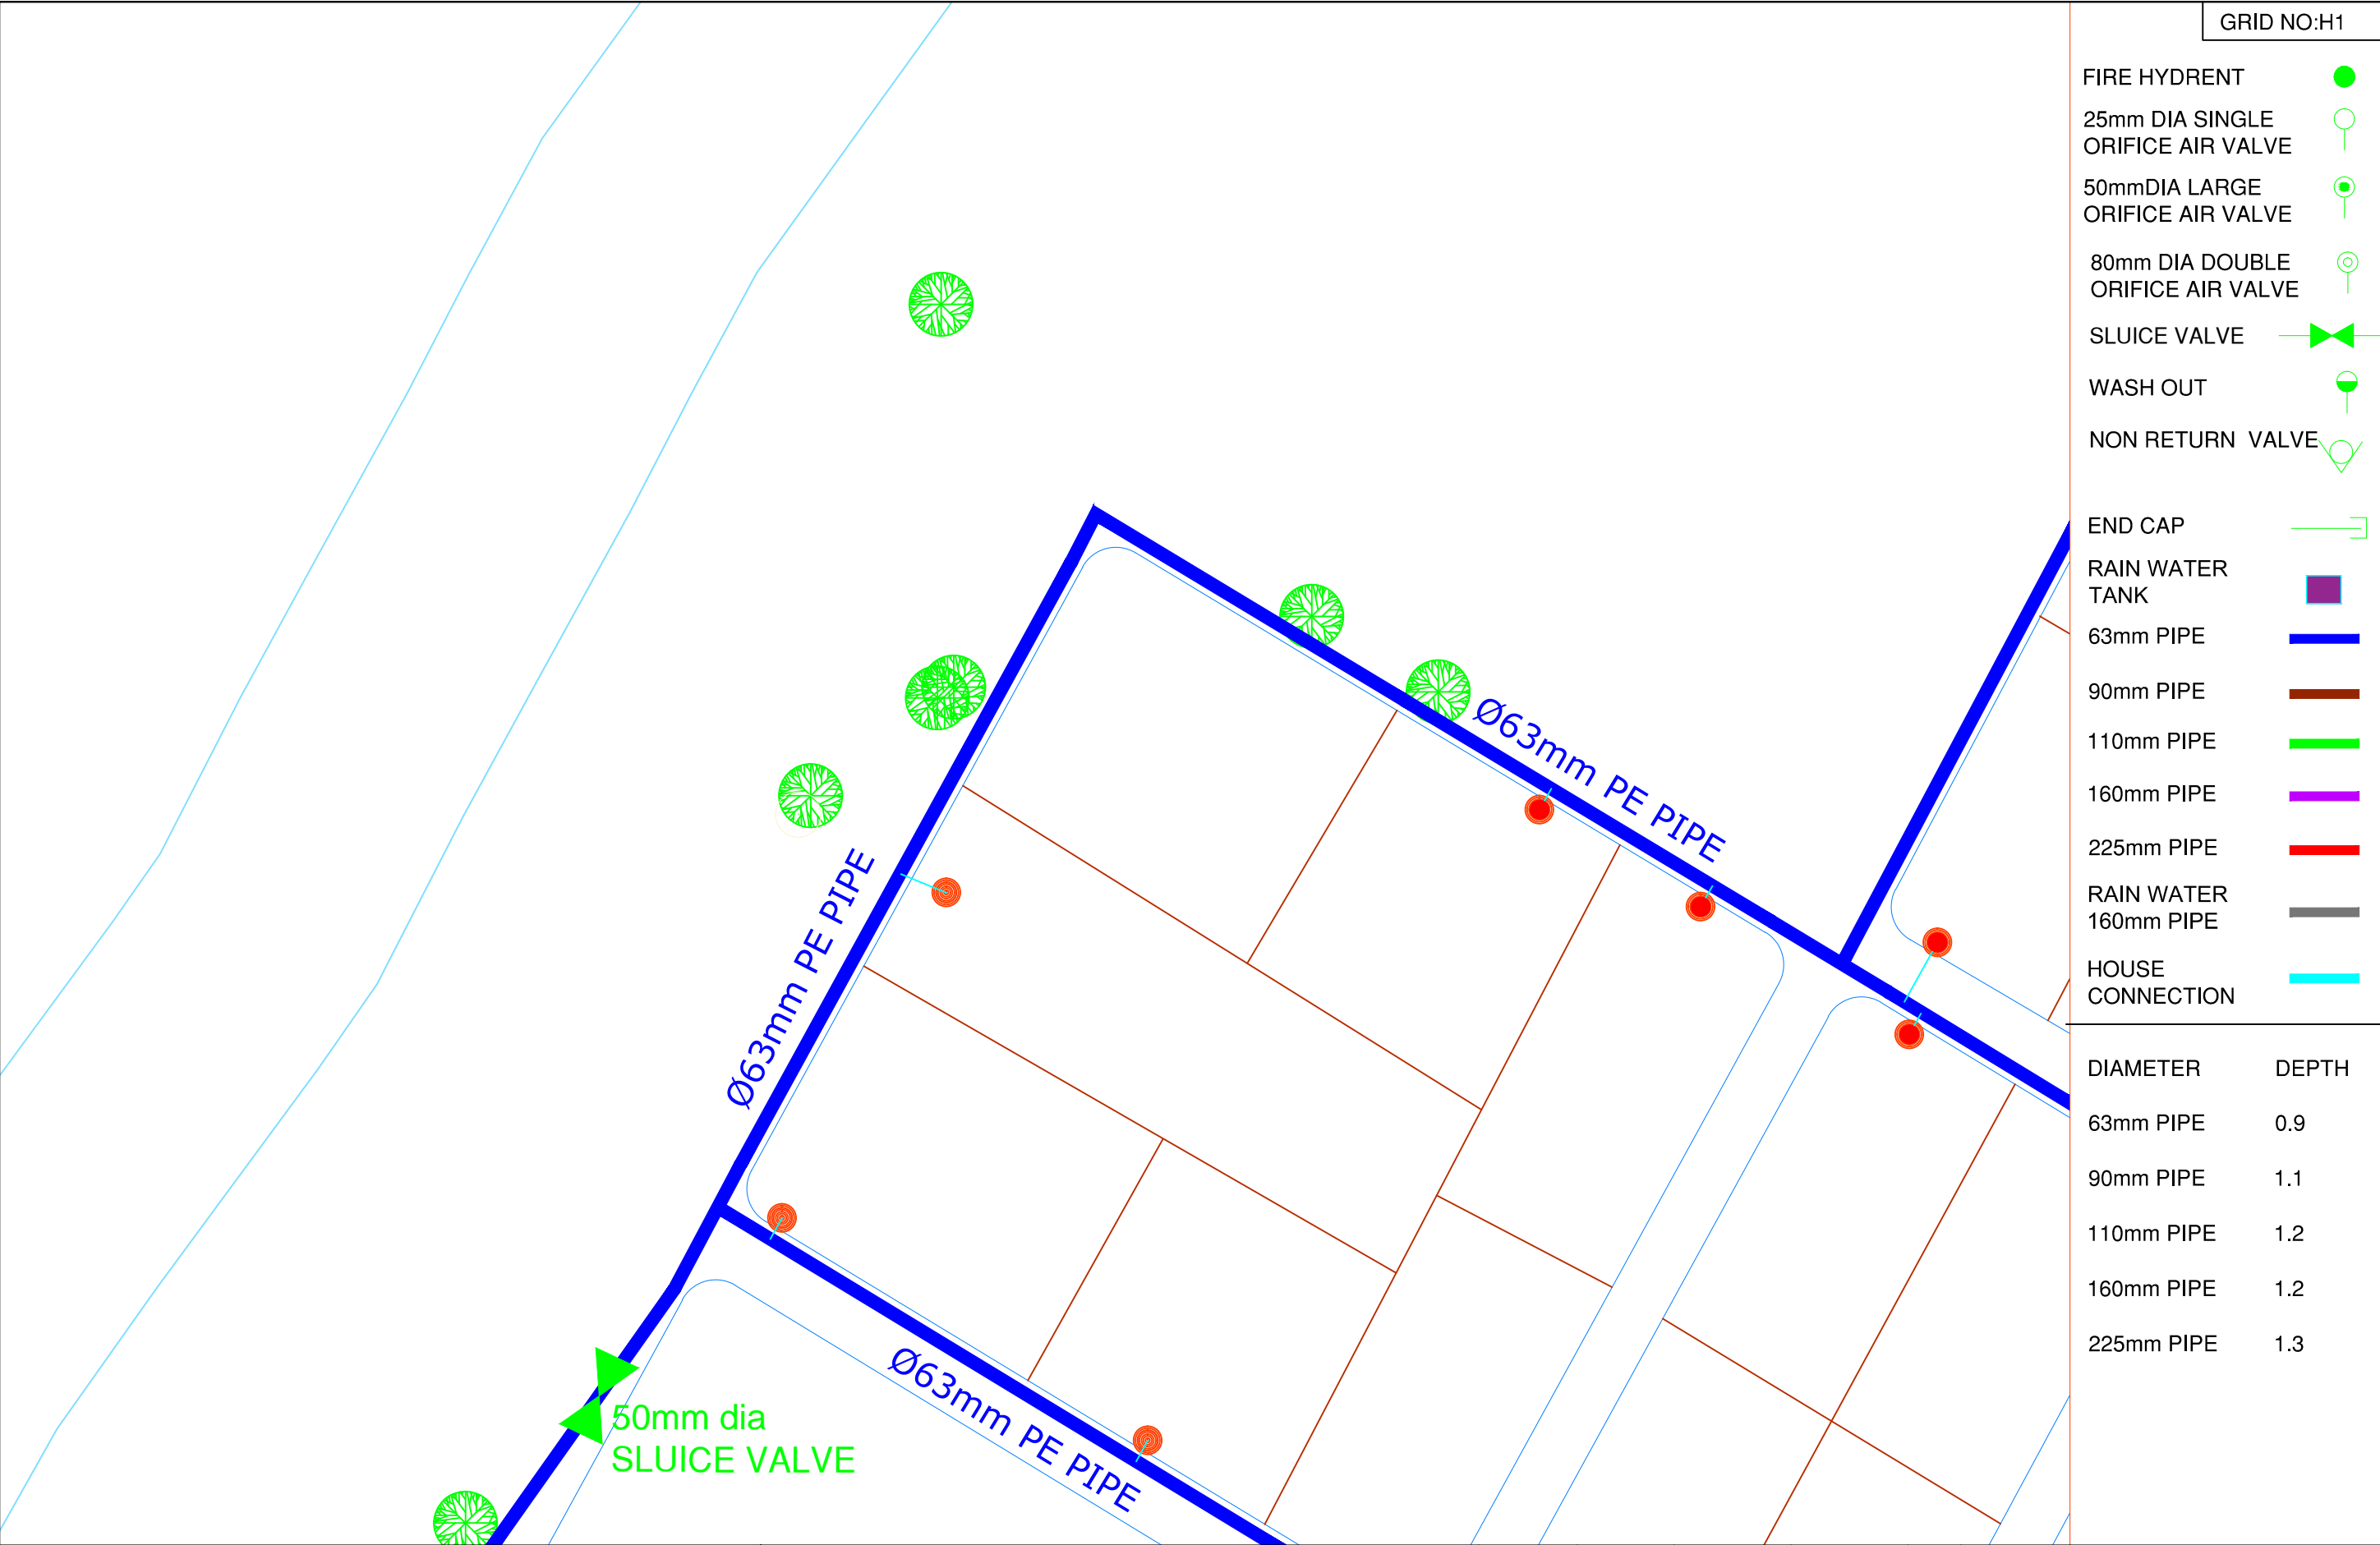 GRID NO:H1
FIRE HYDRENT
25mm DIA SINGLE
ORIFICE AIR VALVE
50mmDIA LARGE
ORIFICE AIR VALVE
80mm DIA DOUBLE
ORIFICE AIR VALVE
SLUICE VALVE
WASH OUT
NON RETURN VALVE
END CAP
RAIN WATER
TANK
63mm PIPE
90mm PIPE
110mm PIPE
160mm PIPE
225mm PIPE
RAIN WATER
160mm PIPE
HOUSE
CONNECTION
DIAMETER DEPTH
63mm PIPE 0.9
90mm PIPE 1.1
110mm PIPE 1.2
160mm PIPE 1.2
225mm PIPE 1.3
Ø63mm PE PIPE
Ø63mm PE PIPE
Ø63mm PE PIPE
50mm dia
SLUICE VALVE